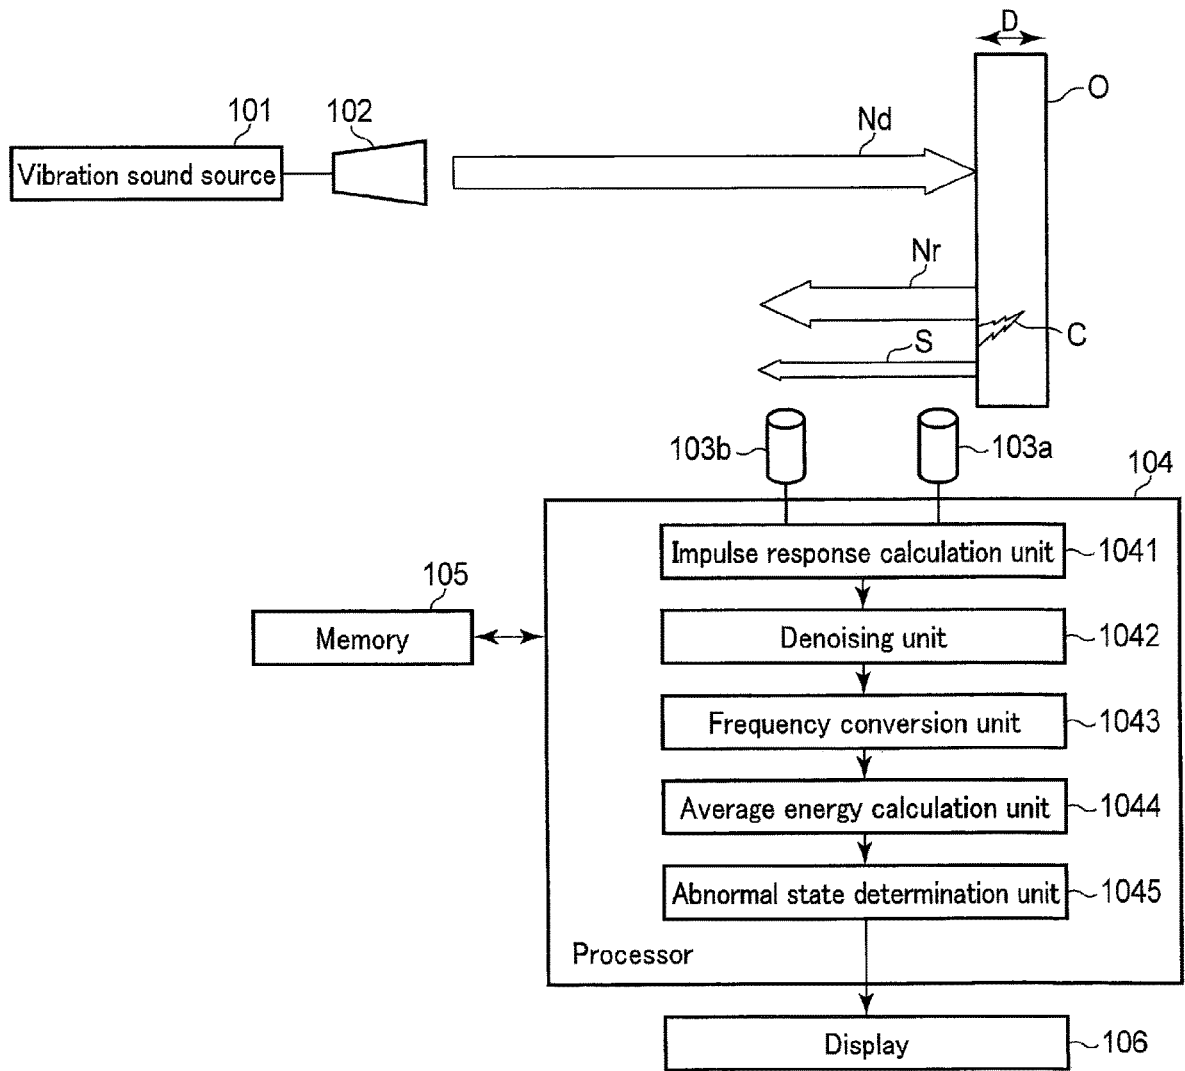 D
O
101
102
Nd
Vibration sound source
Nr
C
S
103b
103a
104
Impulse response calculation unit
1041
105
Memory
Denoising unit
1042
Frequency conversion unit
1043
Average energy calculation unit
1044
Abnormal state determination unit
1045
Processor
Display
106